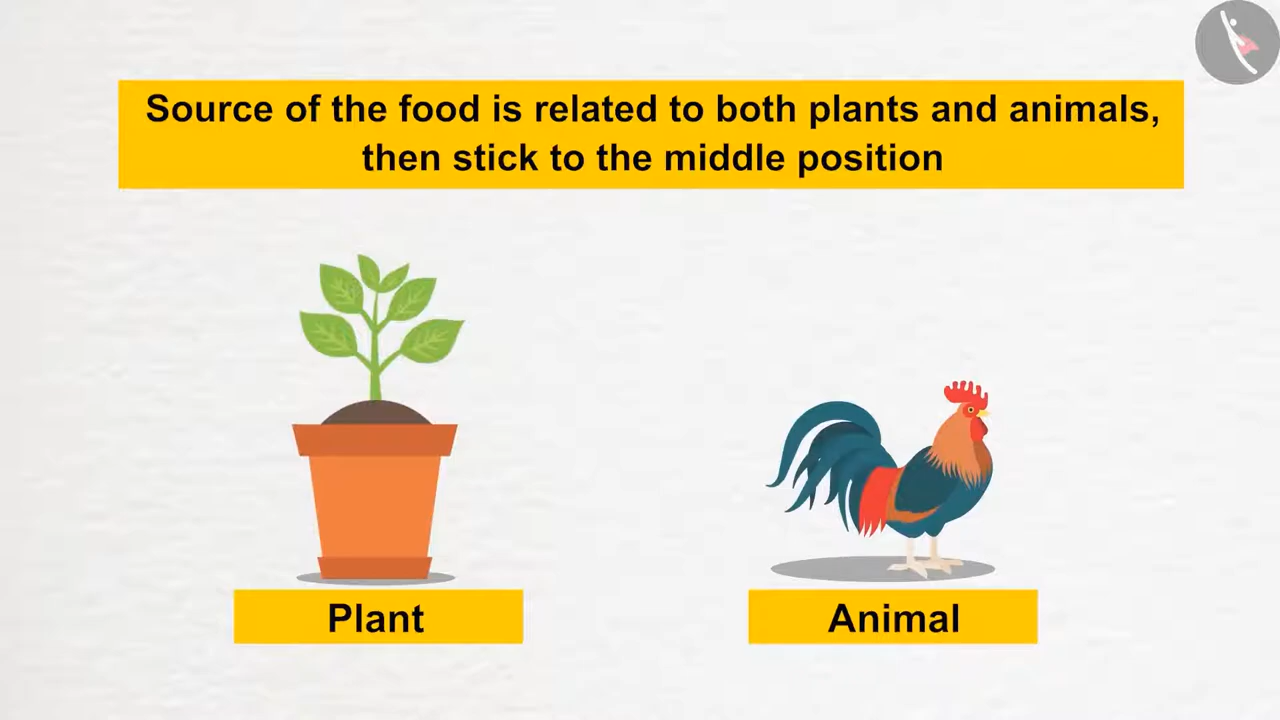 Source of the food is related to both plants and animals,
then stick to the middle position
Plant
Animal